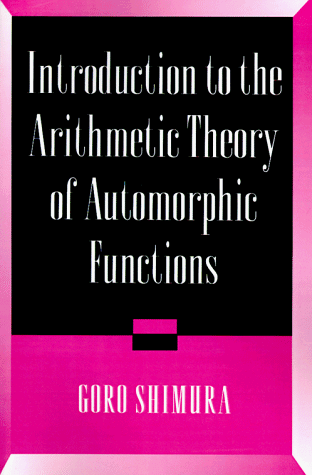 Introduction to the
Arithmetic Theory
of Automorphic
Functions
GORO SHIMURA